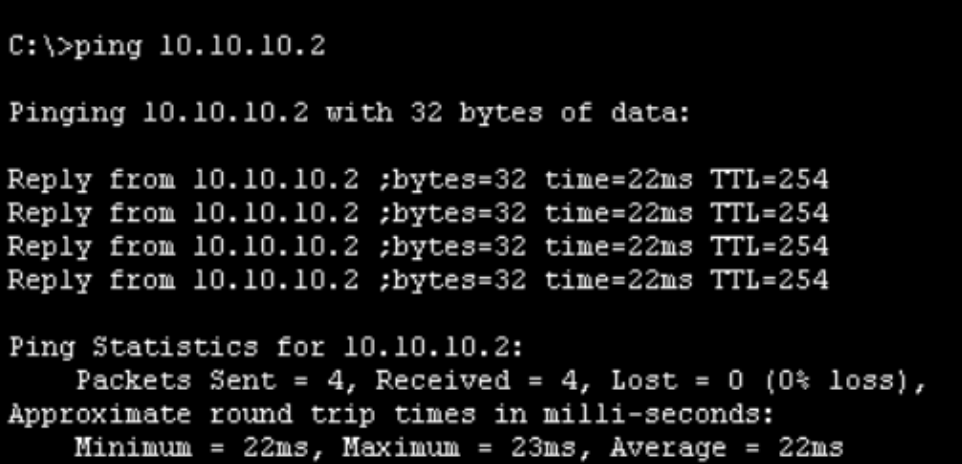 C:\>ping 10.10.10.2
Pinging 10.10.10.2 with 32 bytes of data:
Reply from 10.10.10.2 ;bytes=32 time=22ms TTL=254
Reply from 10.10.10.2 ;bytes=32 time=22ms TTL=254
Reply from 10.10.10.2 ;bytes=32 time=22ms TTL=254
Reply from 10.10.10.2 ;bytes=32 time=22ms TTL=254
Ping Statistics for 10.10.10.2:
Packets Sent = 4, Received = 4, Lost = 0 (0% loss),
Approximate round trip times in milli-seconds:
Minimum = 22ms, Maximum = 23ms, Average = 22ms